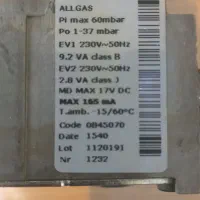 ALLGAS
Pi max 60mbar
Po 1-37 mbar
EV1 230V~50Hz
9.2 VA class B
EV2 230V~50Hz
2.8 VA class J
MD MAX 17V DC
MAX 165 mA
T.amb. -15/60°C
Code 0845070
Date 1540
Lot 1120191
Nr 1232